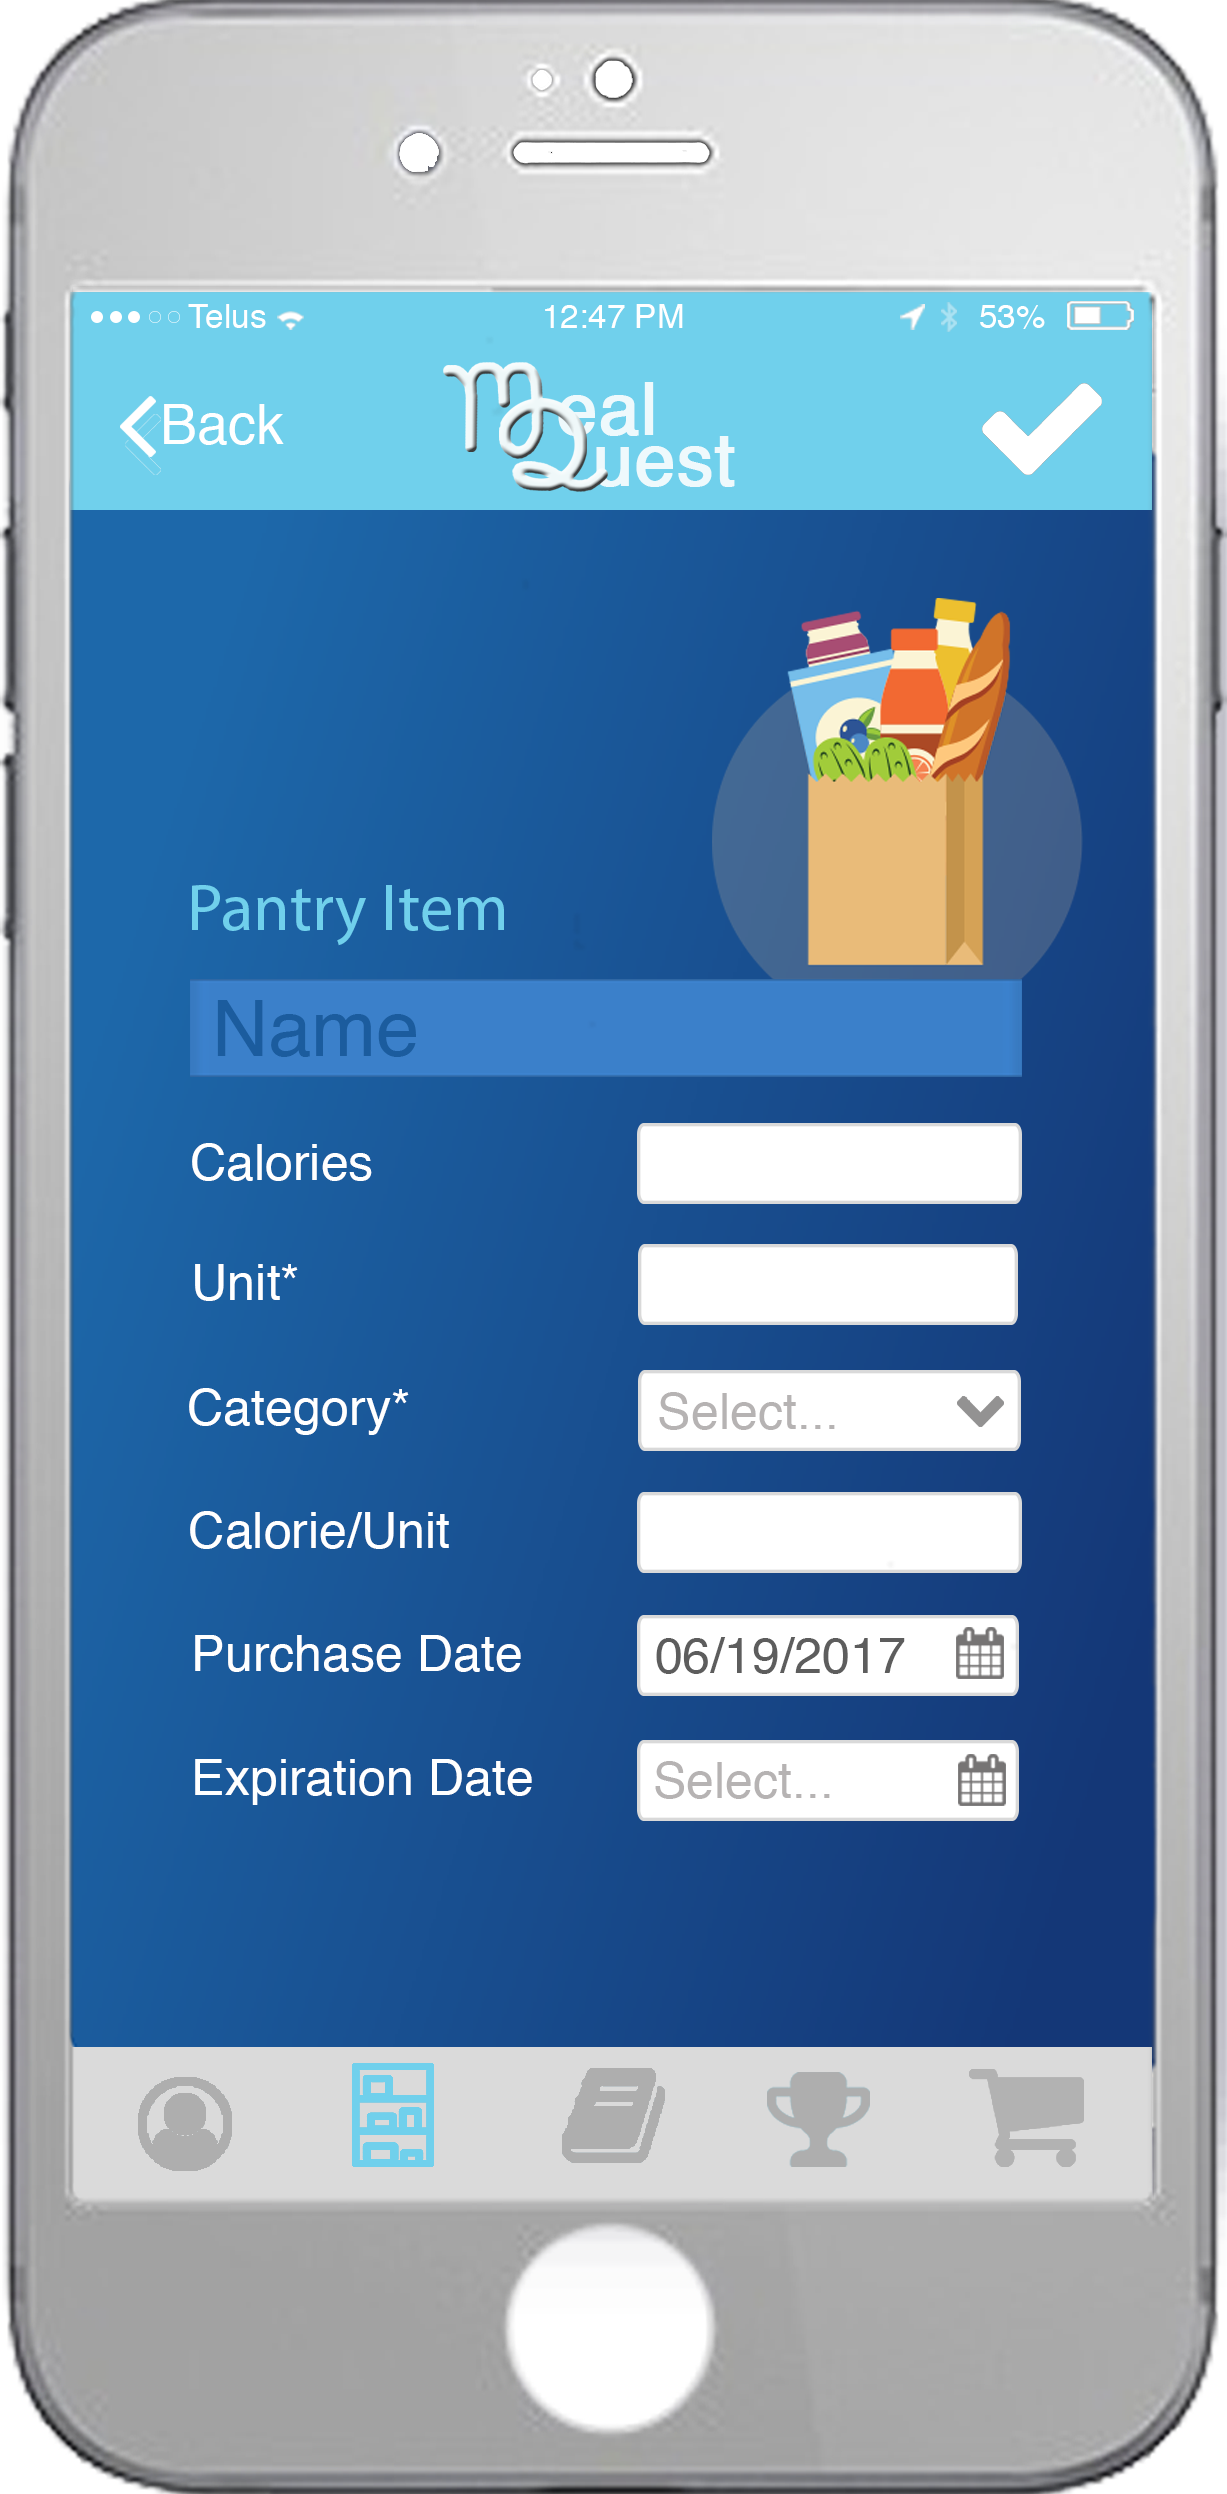 Telus 12:47 PM 53%
Back
Meal
Quest
Pantry Item
Name
Calories
Unit*
Category* Select...
Calorie/Unit
Purchase Date 06/19/2017
Expiration Date Select...